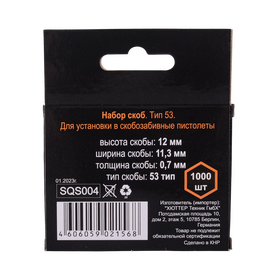 Набор скоб. Тип 53.
Для установки в скобозабивные пистолеты
высота скобы: 12 мм
ширина скобы: 11,3 мм
толщина скобы: 0,7 мм
тип скобы: 53 тип
1000
шт
01.2023г.
SQS004
4 606059 021568
Изготовитель (импортер):
"ХЮТТЕР Техник ГмбХ"
Потсдамская площадь 10,
дом 2, этаж 5, 10785 Берлин,
Германия
Товар не подлежит
обязательной сертификации
Сделано в КНР